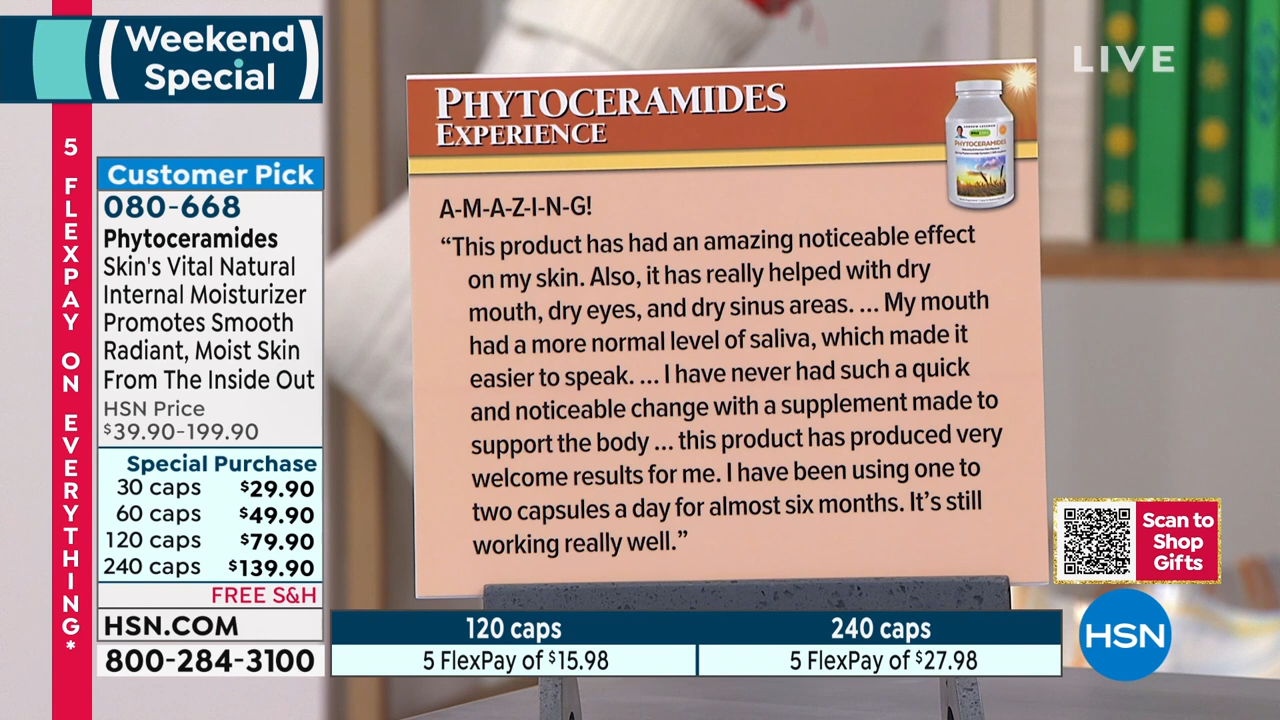 (Weekend
Special)
LIVE
5 FLEXPAY ON EVERYTHING*
Customer Pick
080-668
Phytoceramides
Skin's Vital Natural
Internal Moisturizer
Promotes Smooth
Radiant, Moist Skin
From The Inside Out
HSN Price
$39.90-199.90
Special Purchase
30 caps $29.90
60 caps $49.90
120 caps $79.90
240 caps $139.90
FREE S&H
HSN.COM
800-284-3100
PHYTOCERAMIDES
EXPERIENCE
PHYTOCERAMIDES
A-M-A-Z-I-N-G!
“This product has had an amazing noticeable effect
on my skin. Also, it has really helped with dry
mouth, dry eyes, and dry sinus areas. ... My mouth
had a more normal level of saliva, which made it
easier to speak. ... I have never had such a quick
and noticeable change with a supplement made to
support the body ... this product has produced very
welcome results for me. I have been using one to
two capsules a day for almost six months. It’s still
working really well.”
Scan to
Shop
Gifts
120 caps
5 FlexPay of $15.98
240 caps
5 FlexPay of $27.98
HSN